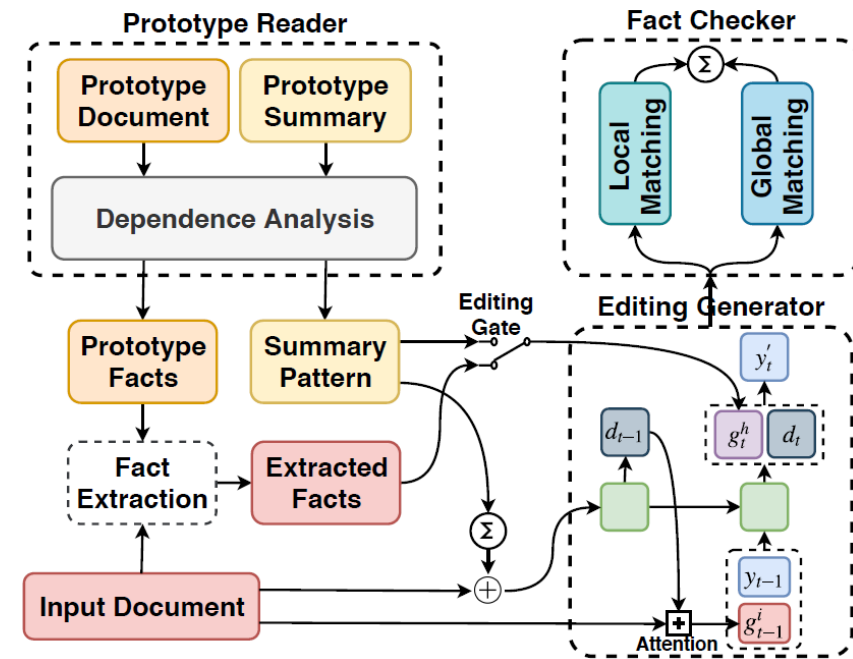 Prototype Reader
Prototype
Document
Prototype
Summary
Dependence Analysis
Prototype
Facts
Summary
Pattern
Editing
Gate
Fact
Extraction
Extracted
Facts
Σ
+
Input Document
Fact Checker
Σ
Local
Matching
Global
Matching
Editing Generator
y′ₜ
gₜʰ
dₜ
dₜ₋₁
yₜ₋₁
gⁱₜ₋₁
+
Attention